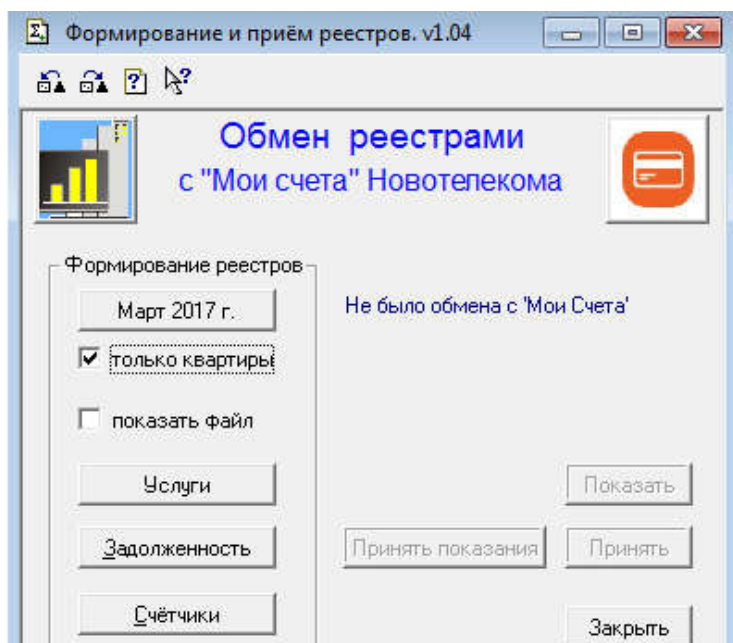 Формирование и приём реестров. v1.04
Обмен реестрами
с "Мои счета" Новотелекома
Формирование реестров
Март 2017 г.
Не было обмена с 'Мои Счета'
только квартиры
показать файл
Услуги
Показать
Задолженность
Принять показания
Принять
Счётчики
Закрыть